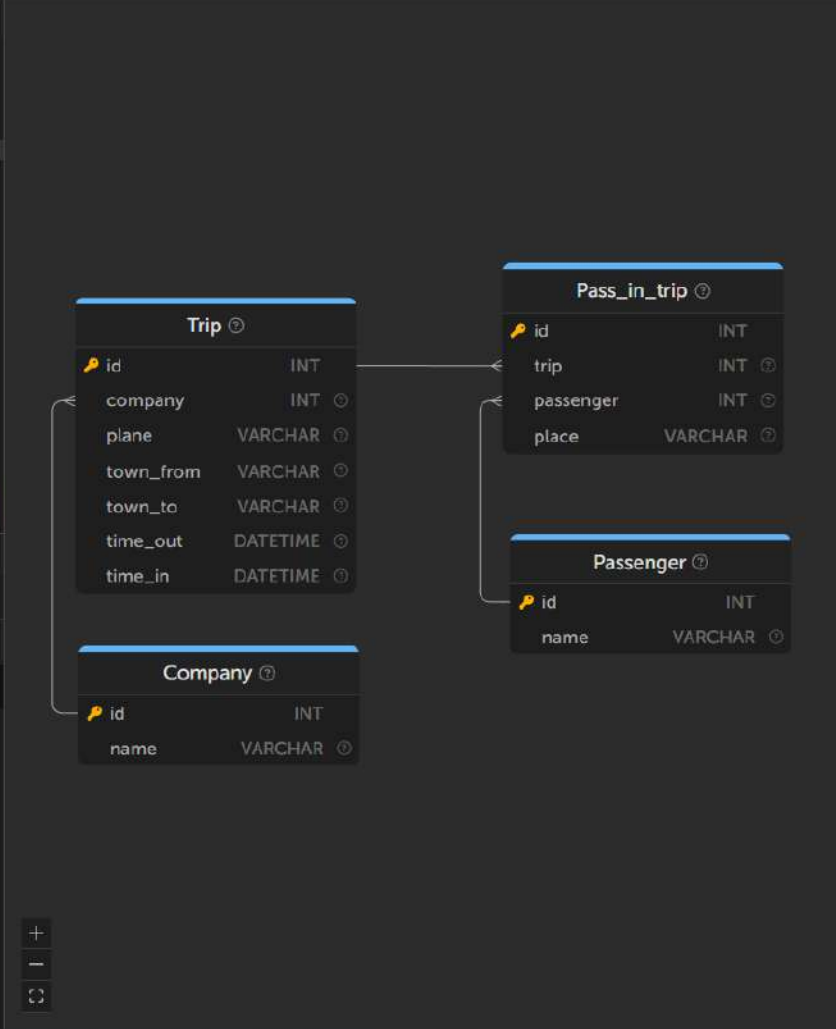 Trip
id INT
company INT
plane VARCHAR
town_from VARCHAR
town_to VARCHAR
time_out DATETIME
time_in DATETIME
Company
id INT
name VARCHAR
Pass_in_trip
id INT
trip INT
passenger INT
place VARCHAR
Passenger
id INT
name VARCHAR